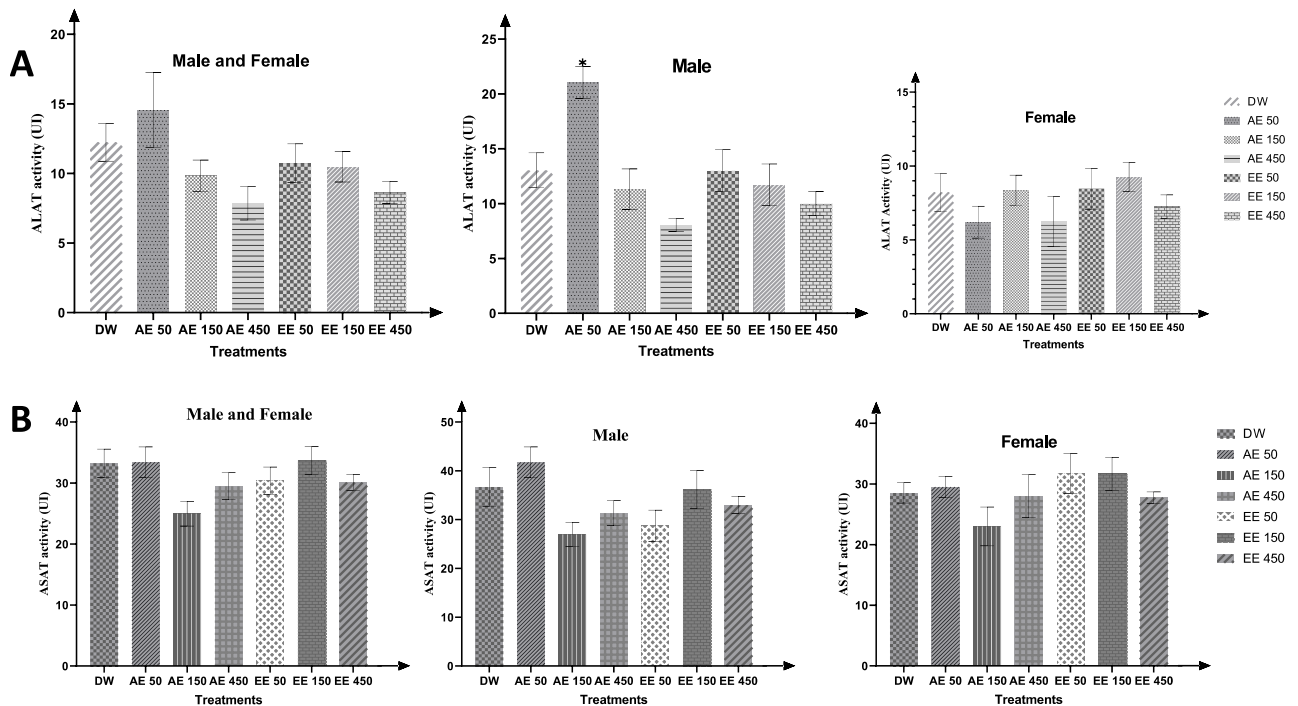 A
Male and Female
ALAT activity (UI)
20
15
10
5
0
DW AE 50 AE 150 AE 450 EE 50 EE 150 EE 450
Treatments
Male
*
ALAT activity (UI)
25
20
15
10
5
0
DW AE 50 AE 150 AE 450 EE 50 EE 150 EE 450
Treatments
Female
ALAT Activity (UI)
15
10
5
0
DW AE 50 AE 150 AE 450 EE 50 EE 150 EE 450
Treatments
DW
AE 50
AE 150
AE 450
EE 50
EE 150
EE 450
B
Male and Female
ASAT activity (UI)
40
30
20
10
0
DW AE 50 AE 150 AE 450 EE 50 EE 150 EE 450
Treatments
Male
ASAT activity (UI)
50
40
30
20
10
0
DW AE 50 AE 150 AE 450 EE 50 EE 150 EE 450
Treatments
Female
ASAT activity (UI)
40
30
20
10
0
DW AE 50 AE 150 AE 450 EE 50 EE 150 EE 450
Treatments
DW
AE 50
AE 150
AE 450
EE 50
EE 150
EE 450